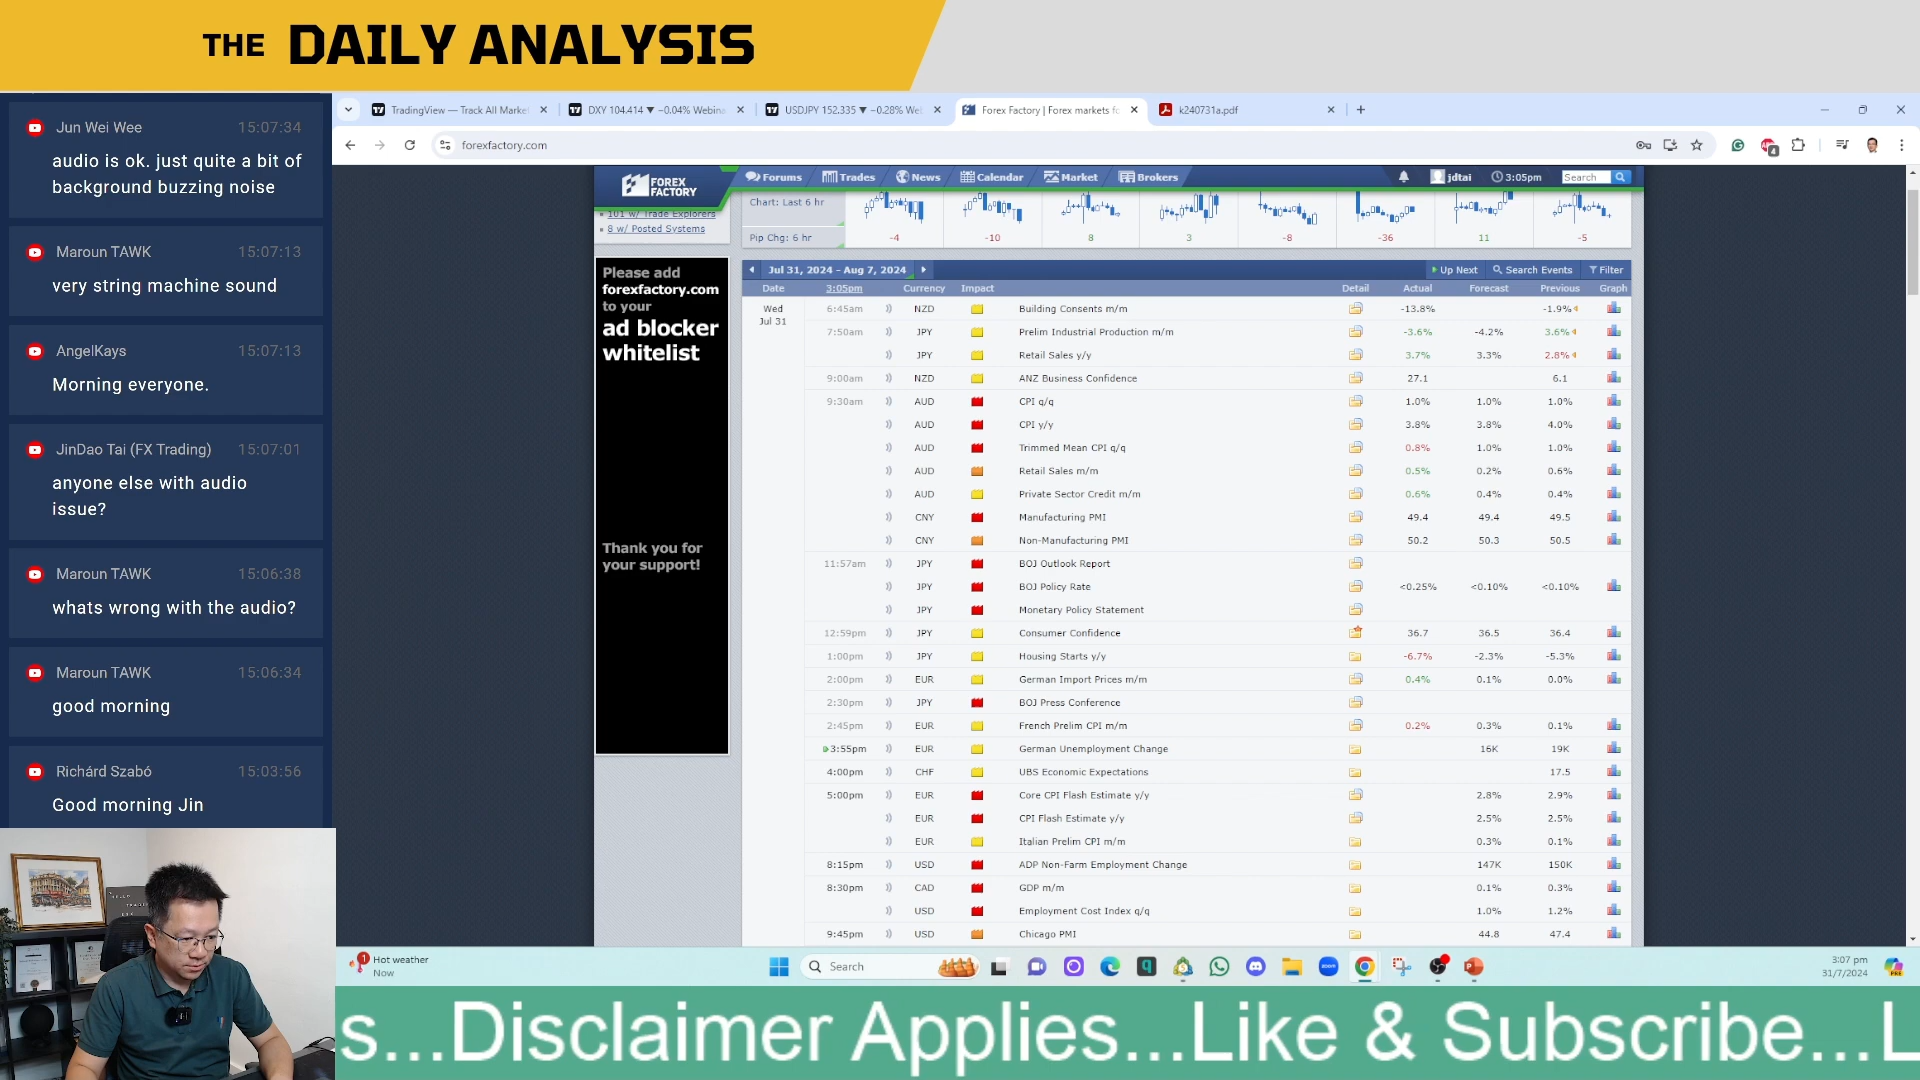 THE DAILY ANALYSIS
Jun Wei Wee 15:07:34
audio is ok. just quite a bit of
background buzzing noise
Maroun TAWK 15:07:13
very string machine sound
AngelKays 15:07:13
Morning everyone.
JinDao Tai (FX Trading) 15:07:01
anyone else with audio
issue?
Maroun TAWK 15:06:38
whats wrong with the audio?
Maroun TAWK 15:06:34
good morning
Richárd Szabó 15:03:56
Good morning Jin
TradingView — Track All Marke
DXY 104.414 ▼ −0.04% Webina
USDJPY 152.335 ▼ −0.28% We
Forex Factory | Forex markets fo
k240731a.pdf
forexfactory.com
FOREX
FACTORY
Forums Trades News Calendar Market Brokers jdtai 3:05pm Search
101 w/ Trade Explorers
8 w/ Posted Systems
Chart: Last 6 hr
Pip Chg: 6 hr -4 -10 8 3 -8 -36 11 -5
Please add
forexfactory.com
to your
ad blocker
whitelist
Thank you for
your support!
Jul 31, 2024 - Aug 7, 2024 Up Next Search Events Filter
Date 3:05pm Currency Impact Detail Actual Forecast Previous Graph
Wed
Jul 31
6:45am NZD Building Consents m/m -13.8% -1.9%
7:50am JPY Prelim Industrial Production m/m -3.6% -4.2% 3.6%
JPY Retail Sales y/y 3.7% 3.3% 2.8%
9:00am NZD ANZ Business Confidence 27.1 6.1
9:30am AUD CPI q/q 1.0% 1.0% 1.0%
AUD CPI y/y 3.8% 3.8% 4.0%
AUD Trimmed Mean CPI q/q 0.8% 1.0% 1.0%
AUD Retail Sales m/m 0.5% 0.2% 0.6%
AUD Private Sector Credit m/m 0.6% 0.4% 0.4%
CNY Manufacturing PMI 49.4 49.4 49.5
CNY Non-Manufacturing PMI 50.2 50.3 50.5
11:57am JPY BOJ Outlook Report
JPY BOJ Policy Rate <0.25% <0.10% <0.10%
JPY Monetary Policy Statement
12:59pm JPY Consumer Confidence 36.7 36.5 36.4
1:00pm JPY Housing Starts y/y -6.7% -2.3% -5.3%
2:00pm EUR German Import Prices m/m 0.4% 0.1% 0.0%
2:30pm JPY BOJ Press Conference
2:45pm EUR French Prelim CPI m/m 0.2% 0.3% 0.1%
3:55pm EUR German Unemployment Change 16K 19K
4:00pm CHF UBS Economic Expectations 17.5
5:00pm EUR Core CPI Flash Estimate y/y 2.8% 2.9%
EUR CPI Flash Estimate y/y 2.5% 2.5%
EUR Italian Prelim CPI m/m 0.3% 0.1%
8:15pm USD ADP Non-Farm Employment Change 147K 150K
8:30pm CAD GDP m/m 0.1% 0.3%
USD Employment Cost Index q/q 1.0% 1.2%
9:45pm USD Chicago PMI 44.8 47.4
1 Hot weather
Now
Search
3:07 pm
31/7/2024
s...Disclaimer Applies...Like & Subscribe...L